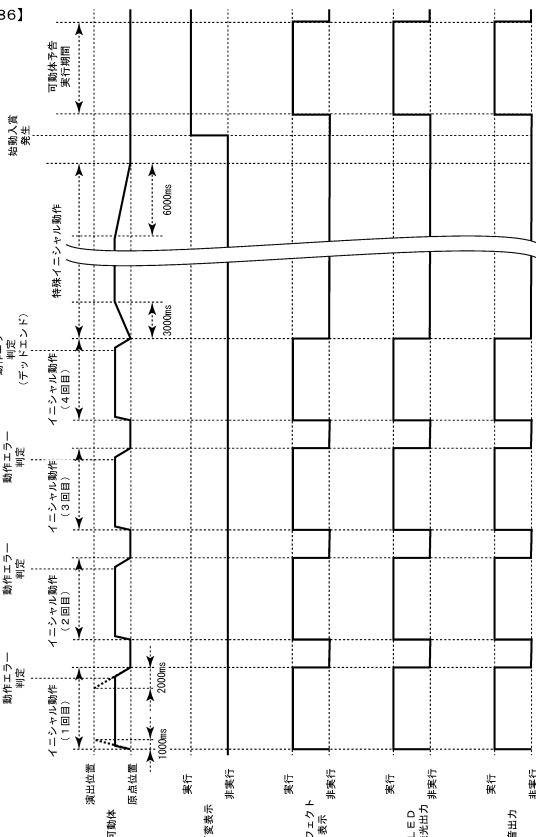 86】
演出位置
可動体
原点位置
実行
変表示
非実行
実行
フェクト
表示
非実行
実行
LED
発光出力
非実行
実行
音出力
非実行
イニシャル動作
(1回目)
動作エラー
判定
1000ms
2000ms
イニシャル動作
(2回目)
動作エラー
判定
イニシャル動作
(3回目)
動作エラー
判定
イニシャル動作
(4回目)
動作エラー
判定
(デッドエンド)
3000ms
特殊イニシャル動作
6000ms
始動入賞
発生
可動体予告
実行期間